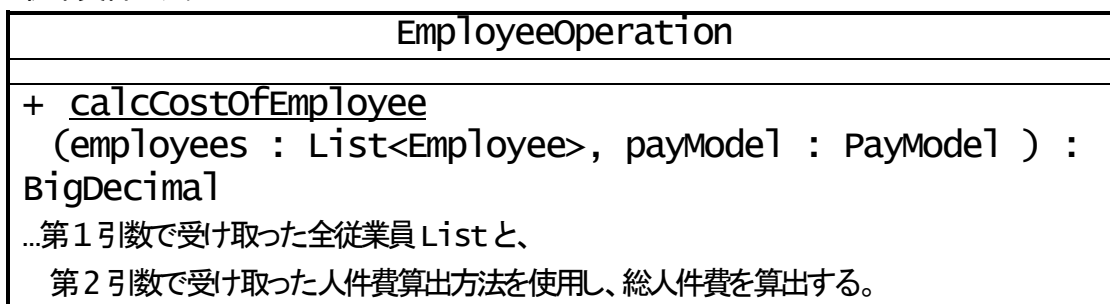 EmployeeOperation
+ calcCostOfEmployee
(employees : List<Employee>, payModel : PayModel ) :
BigDecimal
…第１引数で受け取った全従業員Listと、
第２引数で受け取った人件費算出方法を使用し、総人件費を算出する。